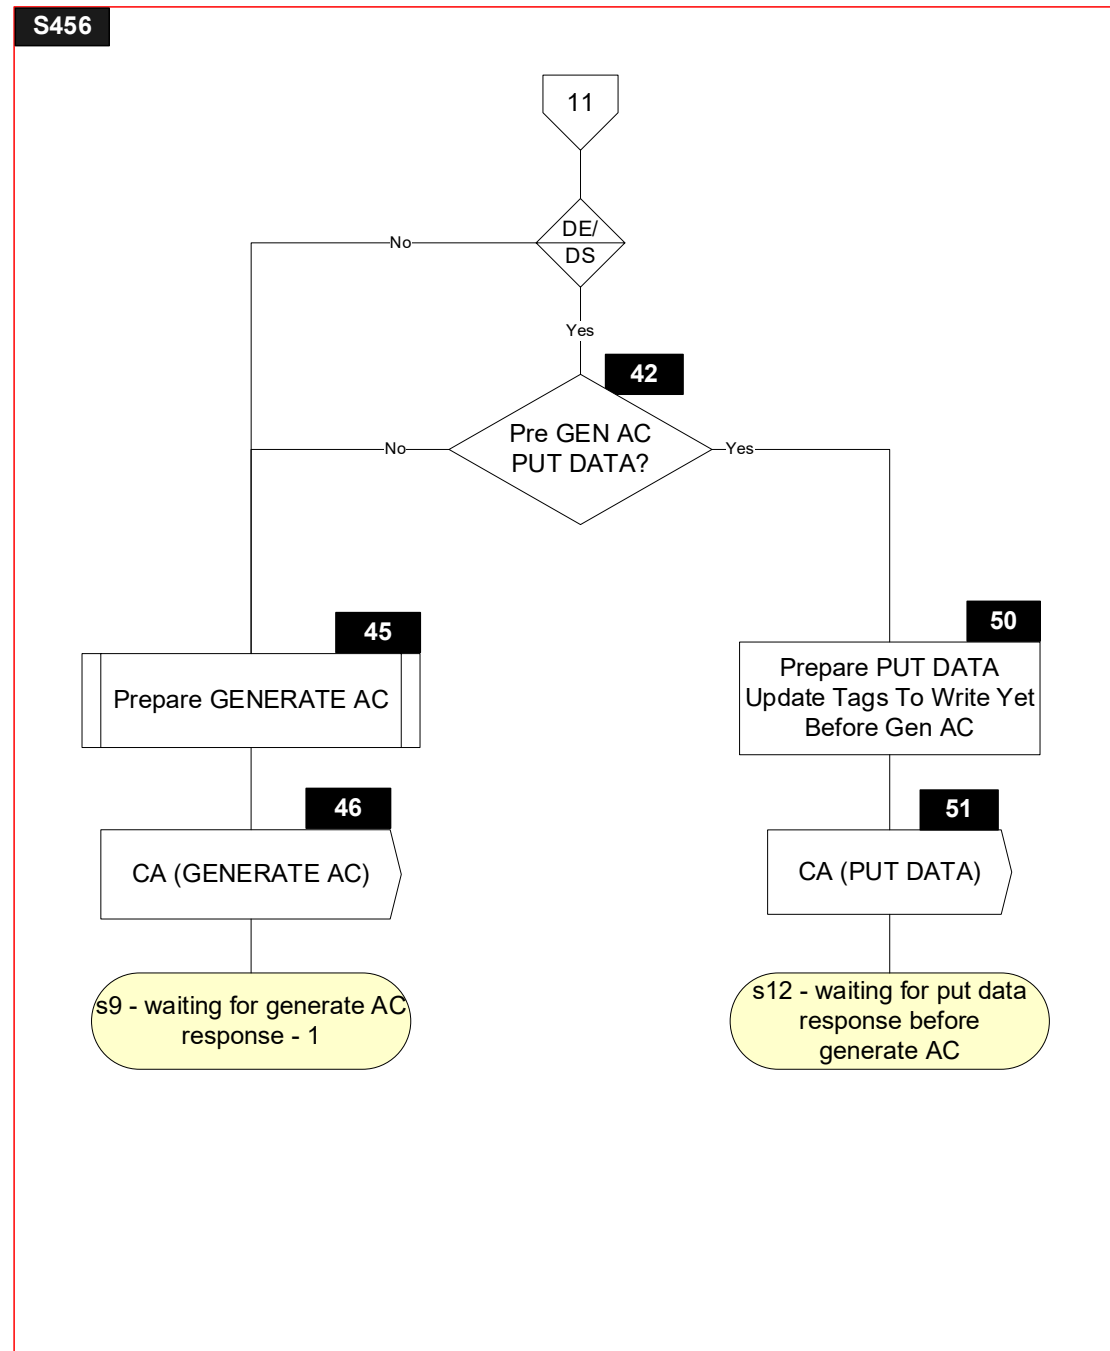 S456
11
DE/
DS
No
Yes
42
Pre GEN AC
PUT DATA?
No
Yes
45
Prepare GENERATE AC
50
Prepare PUT DATA
Update Tags To Write Yet
Before Gen AC
46
CA (GENERATE AC)
51
CA (PUT DATA)
s9 - waiting for generate AC
response - 1
s12 - waiting for put data
response before
generate AC